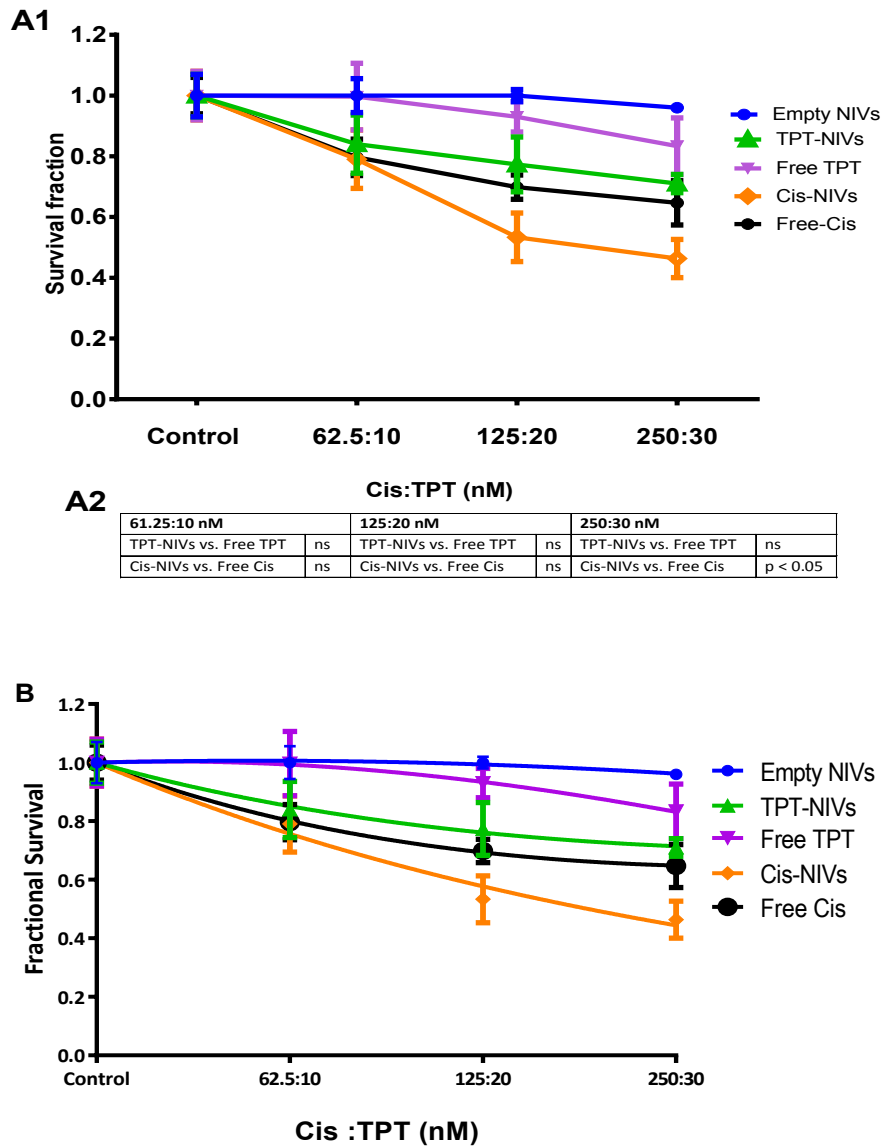 A1
1.2
1.0
0.8
0.6
0.4
0.2
0.0
Survival fraction
Control 62.5:10 125:20 250:30
Cis:TPT (nM)
Empty NIVs
TPT-NIVs
Free TPT
Cis-NIVs
Free-Cis
A2
61.25:10 nM 125:20 nM 250:30 nM
TPT-NIVs vs. Free TPT ns TPT-NIVs vs. Free TPT ns TPT-NIVs vs. Free TPT ns
Cis-NIVs vs. Free Cis ns Cis-NIVs vs. Free Cis ns Cis-NIVs vs. Free Cis p < 0.05
B
1.2
1.0
0.8
0.6
0.4
0.2
0.0
Fractional Survival
Control 62.5:10 125:20 250:30
Cis :TPT (nM)
Empty NIVs
TPT-NIVs
Free TPT
Cis-NIVs
Free Cis